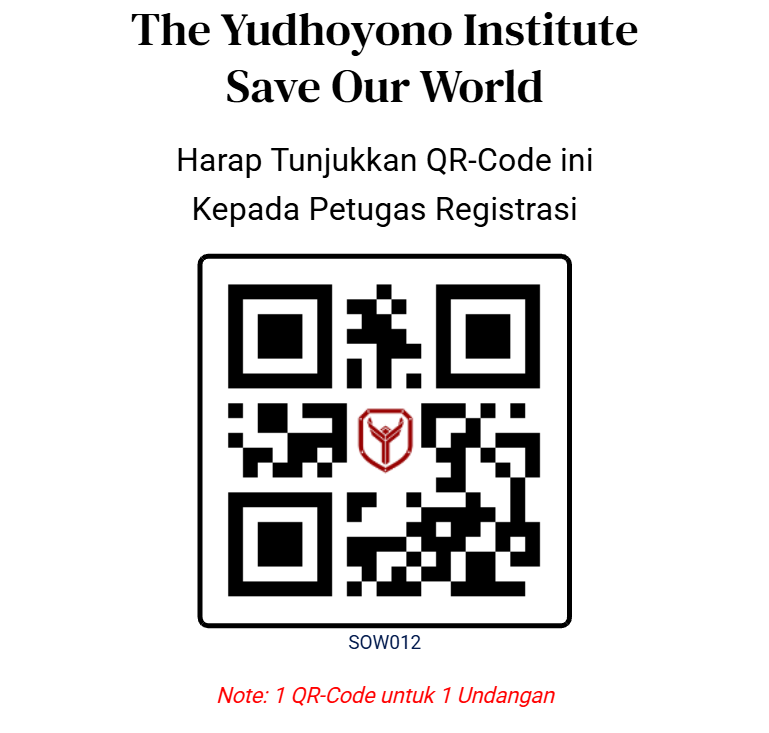 The Yudhoyono Institute
Save Our World
Harap Tunjukkan QR-Code ini
Kepada Petugas Registrasi
SOW012
Note: 1 QR-Code untuk 1 Undangan